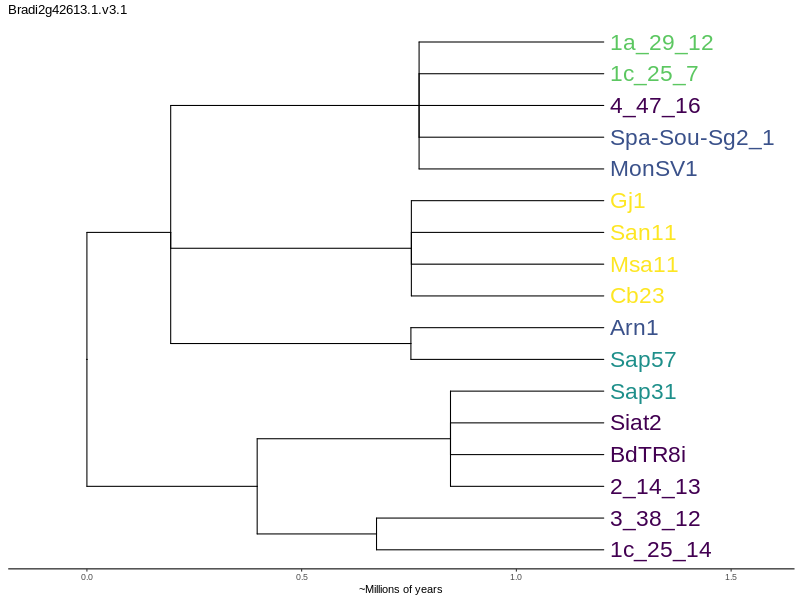 Bradi2g42613.1.v3.1
1a_29_12
1c_25_7
4_47_16
Spa-Sou-Sg2_1
MonSV1
Gj1
San11
Msa11
Cb23
Arn1
Sap57
Sap31
Siat2
BdTR8i
2_14_13
3_38_12
1c_25_14
0.0 0.5 1.0 1.5
~Millions of years